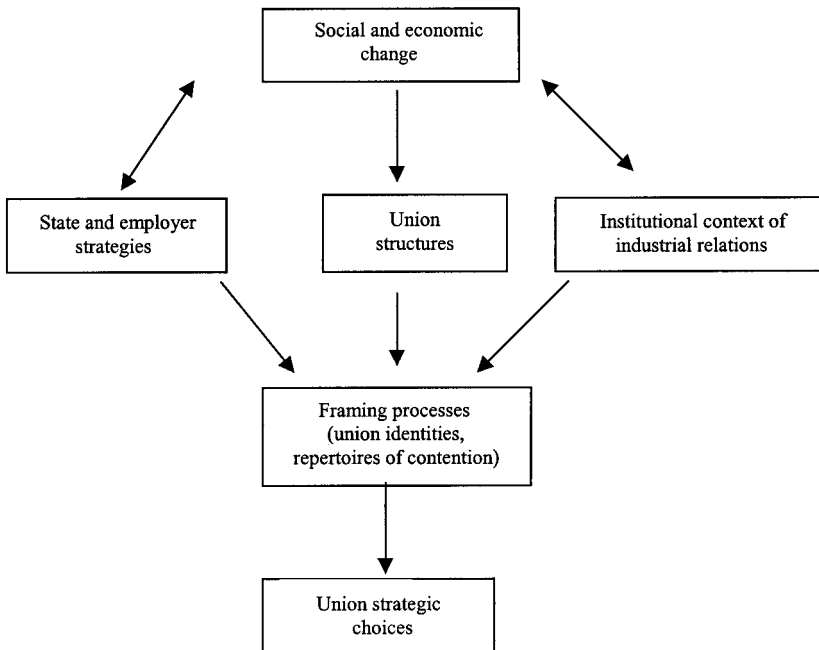 Social and economic
change
State and employer
strategies
Union
structures
Institutional context of
industrial relations
Framing processes
(union identities,
repertoires of contention)
Union strategic
choices